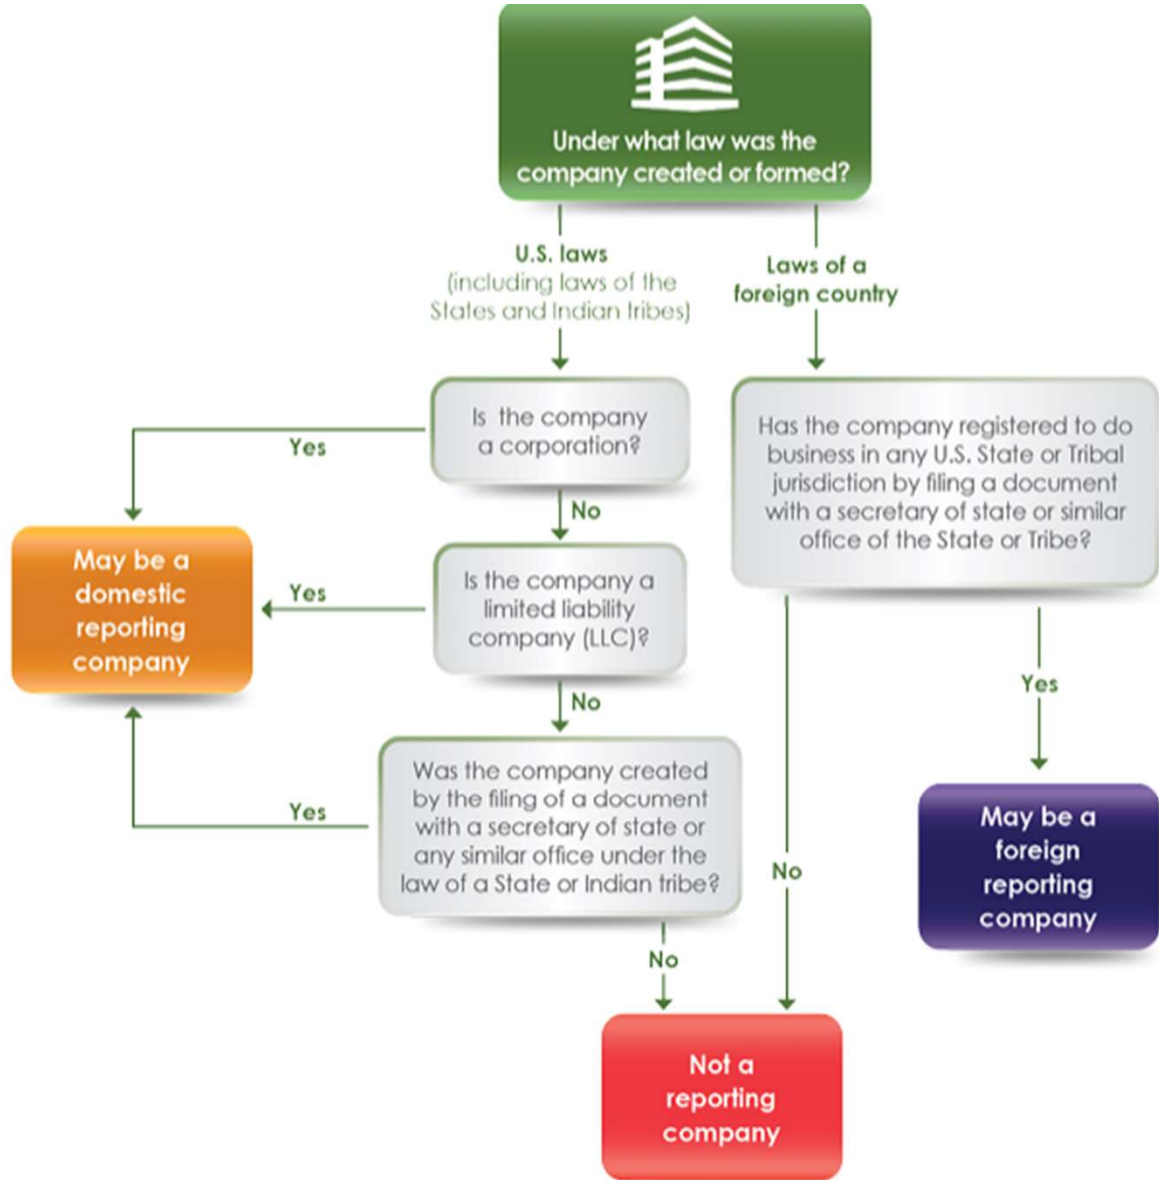 Under what law was the
company created or formed?
U.S. laws
(including laws of the
States and Indian tribes)
Laws of a
foreign country
Is the company
a corporation?
Yes
No
Has the company registered to do
business in any U.S. State or Tribal
jurisdiction by filing a document
with a secretary of state or similar
office of the State or Tribe?
May be a
domestic
reporting
company
Yes
Is the company a
limited liability
company (LLC)?
No
Yes
Was the company created
by the filing of a document
with a secretary of state or
any similar office under the
law of a State or Indian tribe?
Yes
May be a
foreign
reporting
company
No
No
Not a
reporting
company